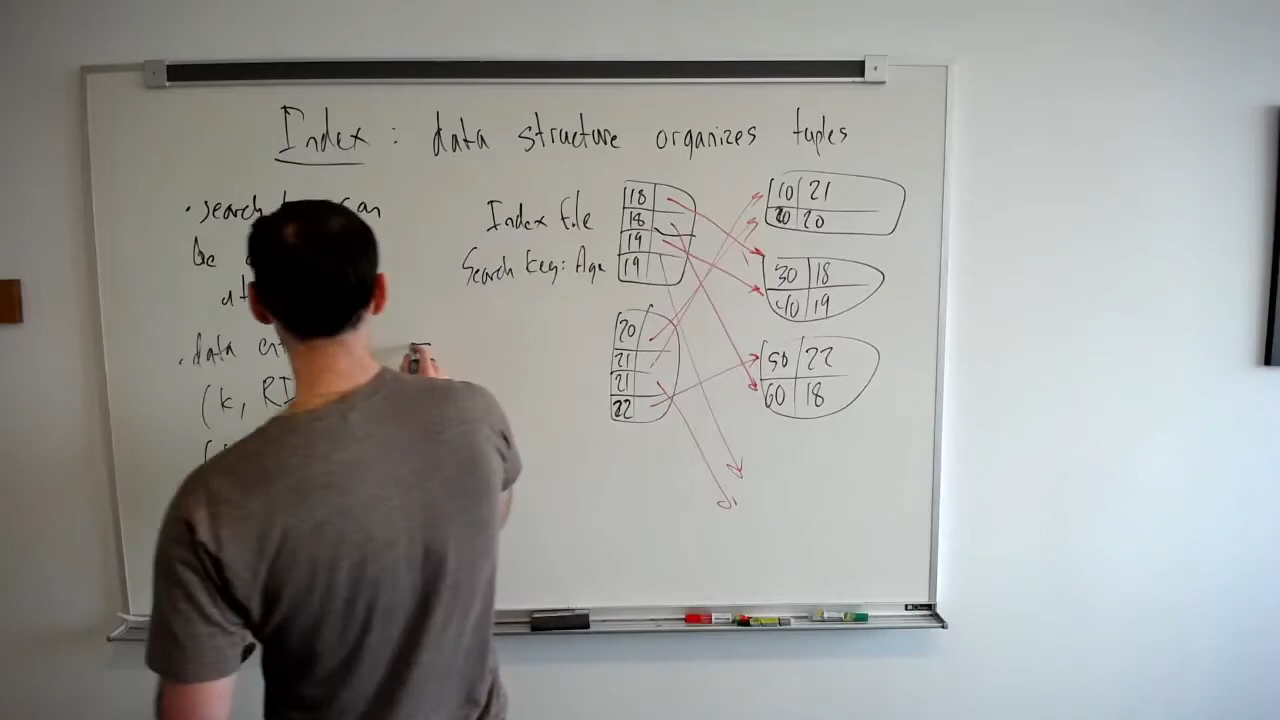 Index: data structure organizes tuples
· search can
be
at
· data
(k, RI
Index File
Search Key: Age
18
18
19
19
20
21
21
22
10 21
20 20
30 18
40 19
50 22
60 18